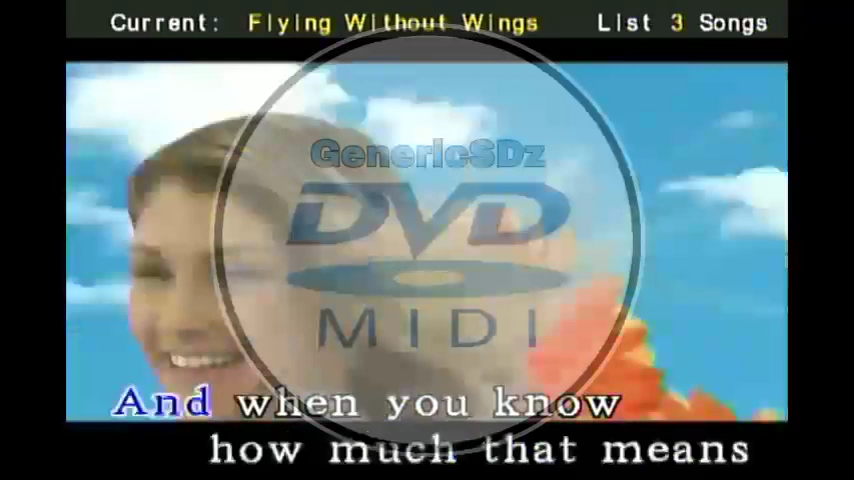 Current: Flying Without Wings List 3 Songs
GenericSDz
DVD
MIDI
And when you know
how much that means